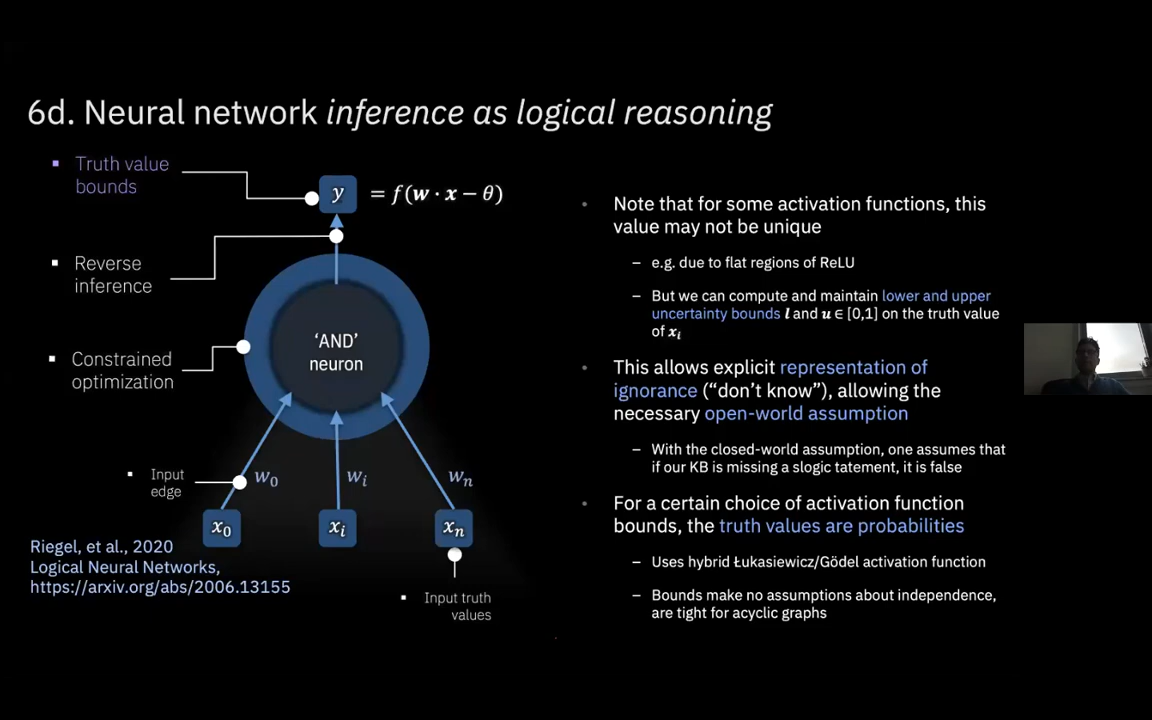 6d. Neural network inference as logical reasoning
▪ Truth value
bounds
y = f(w · x − θ)
▪ Reverse
inference
▪ Constrained
optimization
‘AND’
neuron
▪ Input
edge
w₀
wᵢ
wₙ
x₀
xᵢ
xₙ
Riegel, et al., 2020
Logical Neural Networks,
https://arxiv.org/abs/2006.13155
▪ Input truth
values
• Note that for some activation functions, this
value may not be unique
– e.g. due to flat regions of ReLU
– But we can compute and maintain lower and upper
uncertainty bounds l and u ∈ [0,1] on the truth value
of xᵢ
• This allows explicit representation of
ignorance (“don’t know”), allowing the
necessary open-world assumption
– With the closed-world assumption, one assumes that
if our KB is missing a slogic tatement, it is false
• For a certain choice of activation function
bounds, the truth values are probabilities
– Uses hybrid Łukasiewicz/Gödel activation function
– Bounds make no assumptions about independence,
are tight for acyclic graphs